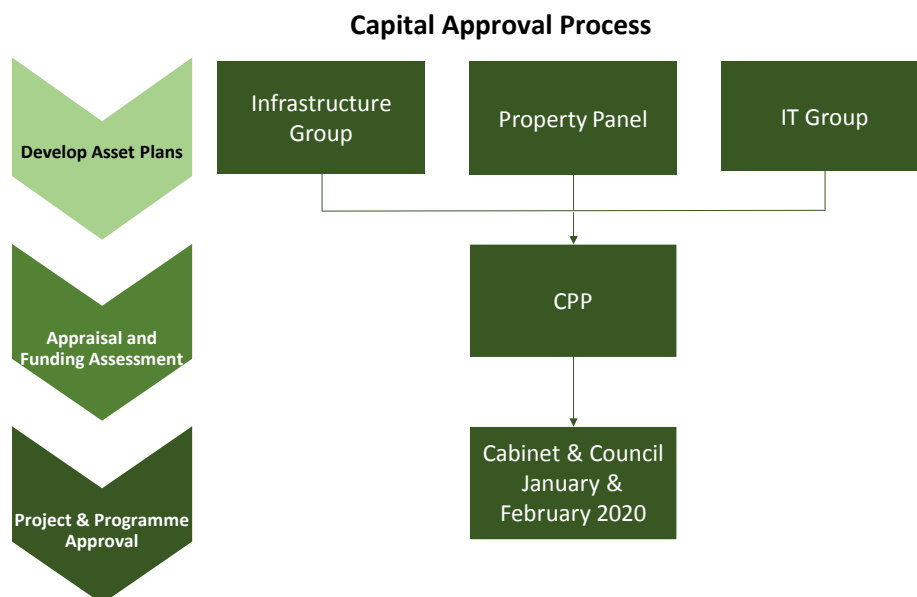 Capital Approval Process
Develop Asset Plans
Infrastructure
Group
Property Panel
IT Group
Appraisal and
Funding Assessment
CPP
Project & Programme
Approval
Cabinet & Council
January &
February 2020